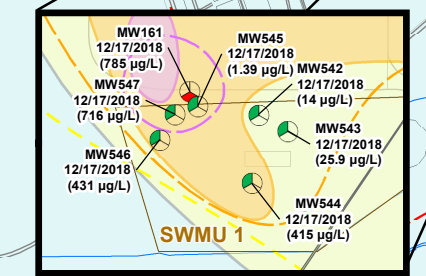 MW161
12/17/2018
(785 µg/L)
MW545
12/17/2018
(1.39 µg/L)
MW547
12/17/2018
(716 µg/L)
MW542
12/17/2018
(14 µg/L)
MW543
12/17/2018
(25.9 µg/L)
MW546
12/17/2018
(431 µg/L)
MW544
12/17/2018
(415 µg/L)
SWMU 1